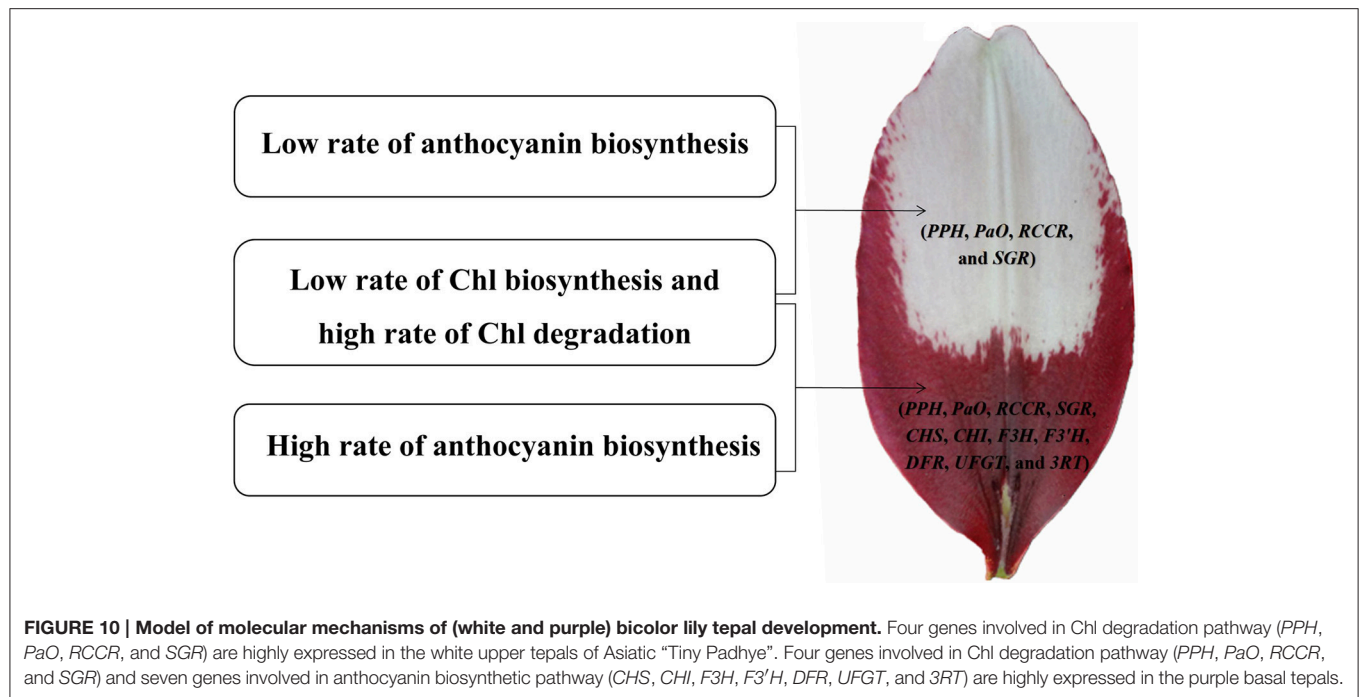 Low rate of anthocyanin biosynthesis
Low rate of Chl biosynthesis and
high rate of Chl degradation
High rate of anthocyanin biosynthesis
(PPH, PaO, RCCR,
and SGR)
(PPH, PaO, RCCR, SGR,
CHS, CHI, F3H, F3'H,
DFR, UFGT, and 3RT)
FIGURE 10 | Model of molecular mechanisms of (white and purple) bicolor lily tepal development. Four genes involved in Chl degradation pathway (PPH,
PaO, RCCR, and SGR) are highly expressed in the white upper tepals of Asiatic “Tiny Padhye”. Four genes involved in Chl degradation pathway (PPH, PaO, RCCR,
and SGR) and seven genes involved in anthocyanin biosynthetic pathway (CHS, CHI, F3H, F3′H, DFR, UFGT, and 3RT) are highly expressed in the purple basal tepals.